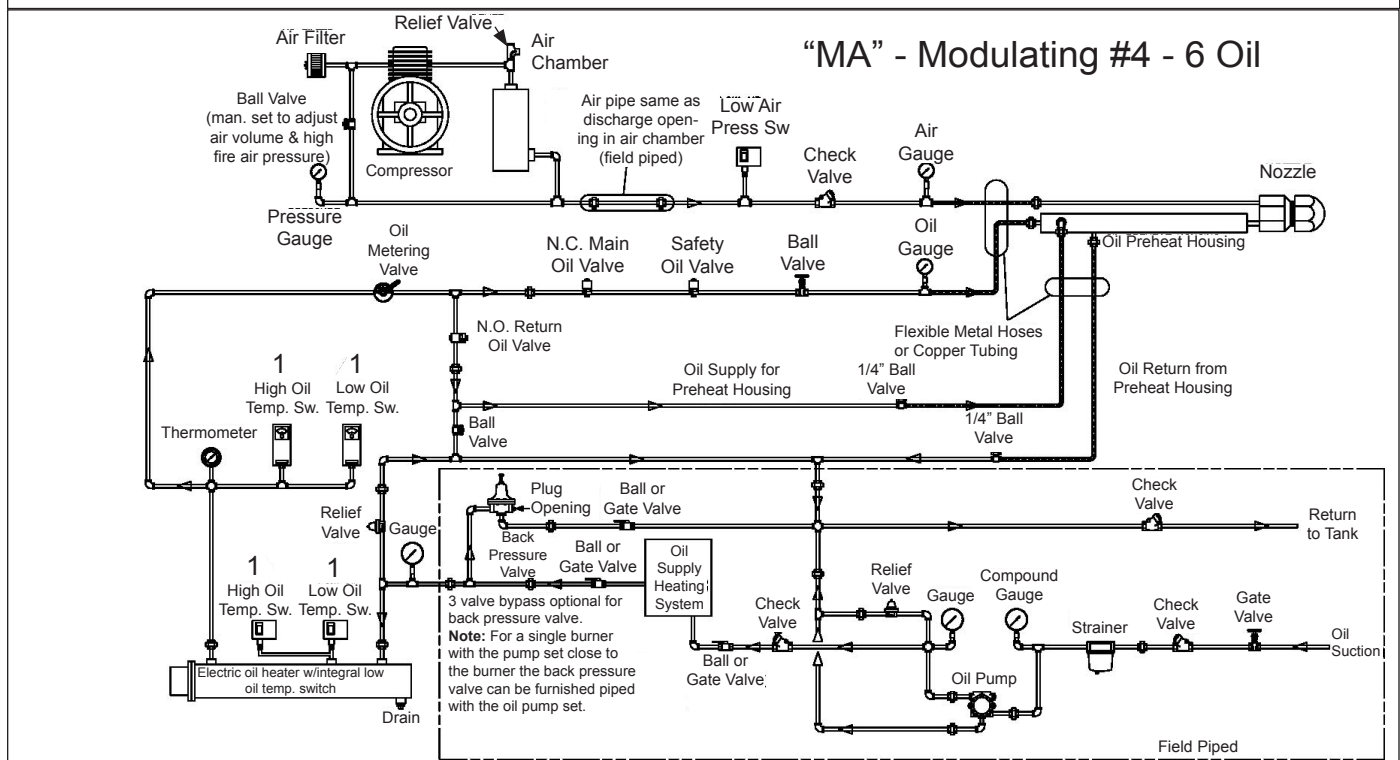 "MA" - Modulating #4 - 6 Oil
Relief Valve
Air Filter
Air
Chamber
Ball Valve
(man. set to adjust
air volume & high
fire air pressure)
Compressor
Air pipe same as
discharge open-
ing in air chamber
(field piped)
Low Air
Press Sw
Check
Valve
Air
Gauge
Nozzle
Pressure
Gauge
Oil
Metering
Valve
N.C. Main
Oil Valve
Safety
Oil Valve
Ball
Valve
Oil
Gauge
Oil Preheat Housing
N.O. Return
Oil Valve
Flexible Metal Hoses
or Copper Tubing
1
High Oil
Temp. Sw.
1
Low Oil
Temp. Sw.
Oil Supply for
Preheat Housing
1/4" Ball
Valve
Oil Return from
Preheat Housing
Thermometer
Ball
Valve
1/4" Ball
Valve
Relief
Valve
Gauge
Plug
Opening
Back
Pressure
Valve
Ball or
Gate Valve
Check
Valve
Return
to Tank
Ball or
Gate Valve
Oil
Supply
Heating
System
1
High Oil
Temp. Sw.
1
Low Oil
Temp. Sw.
3 valve bypass optional for
back pressure valve.
Note: For a single burner
with the pump set close to
the burner the back pressure
valve can be furnished piped
with the oil pump set.
Relief
Valve
Gauge
Compound
Gauge
Check
Valve
Strainer
Check
Valve
Gate
Valve
Oil
Suction
Ball or
Gate Valve
Oil Pump
Electric oil heater w/integral low
oil temp. switch
Drain
Field Piped